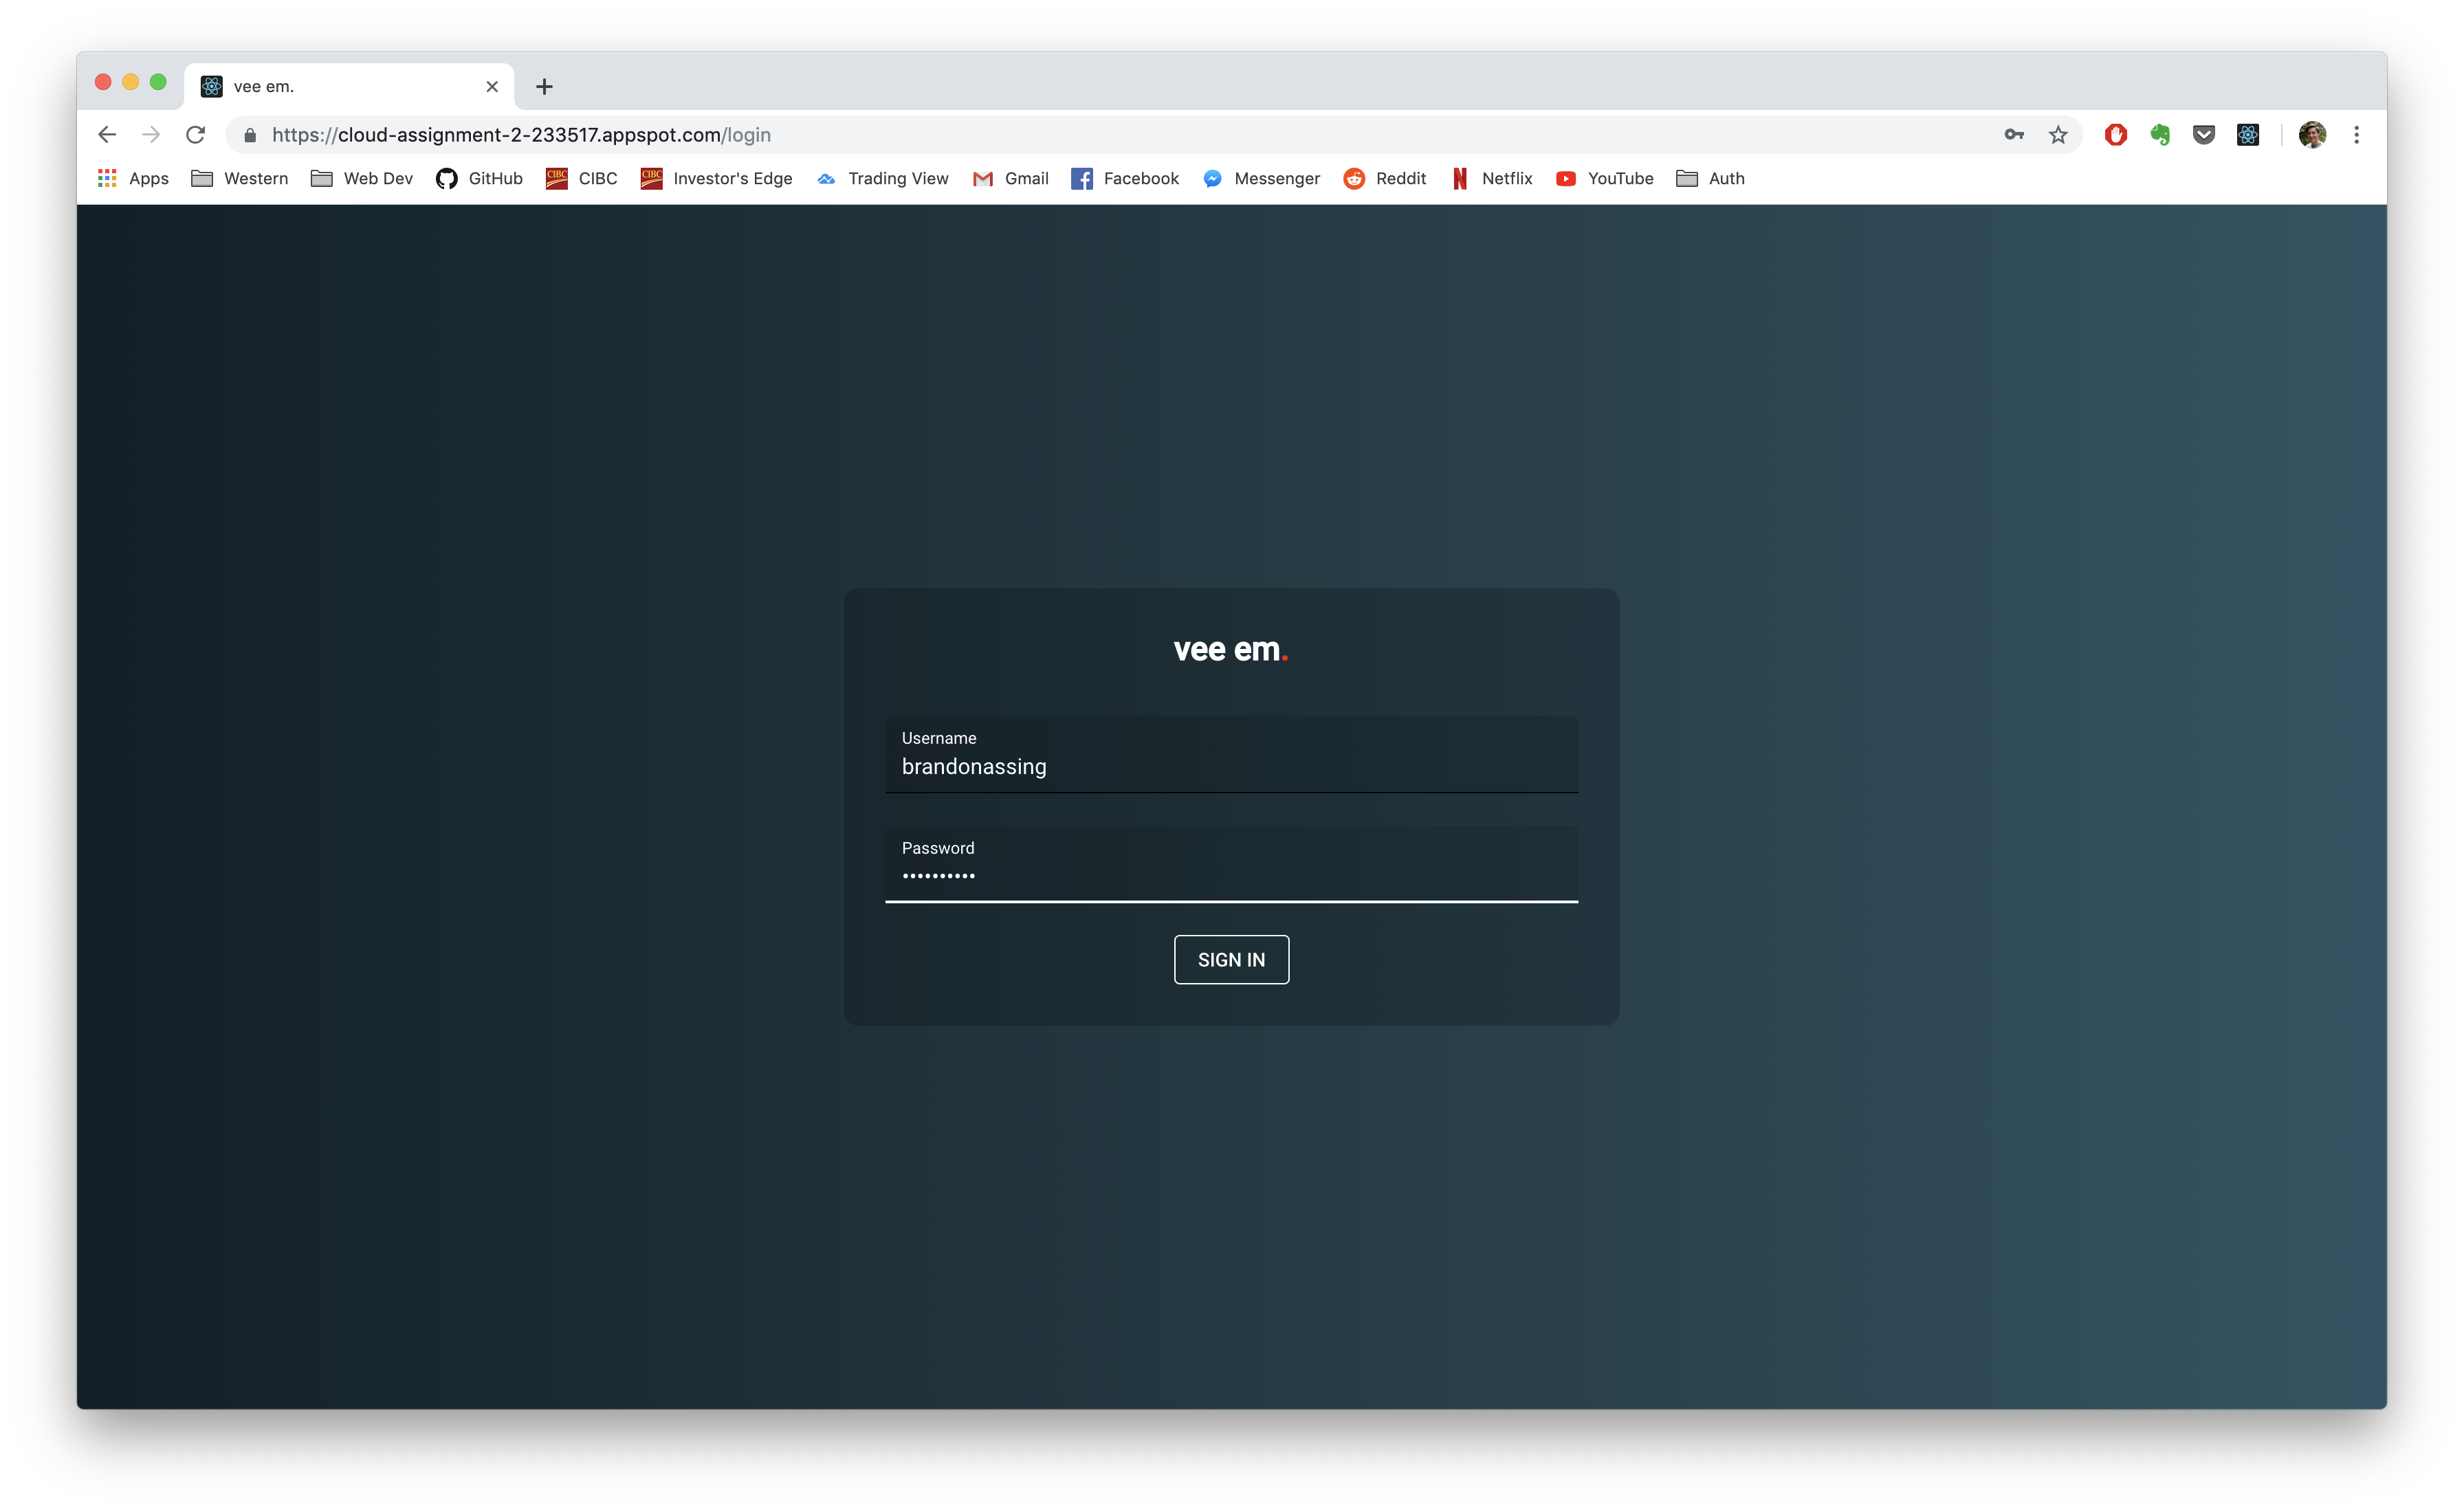 vee em.
https://cloud-assignment-2-233517.appspot.com/login
Apps Western Web Dev GitHub CIBC CIBC Investor's Edge Trading View Gmail Facebook Messenger Reddit Netflix YouTube Auth
vee em.
Username
brandonassing
Password
••••••••••
SIGN IN